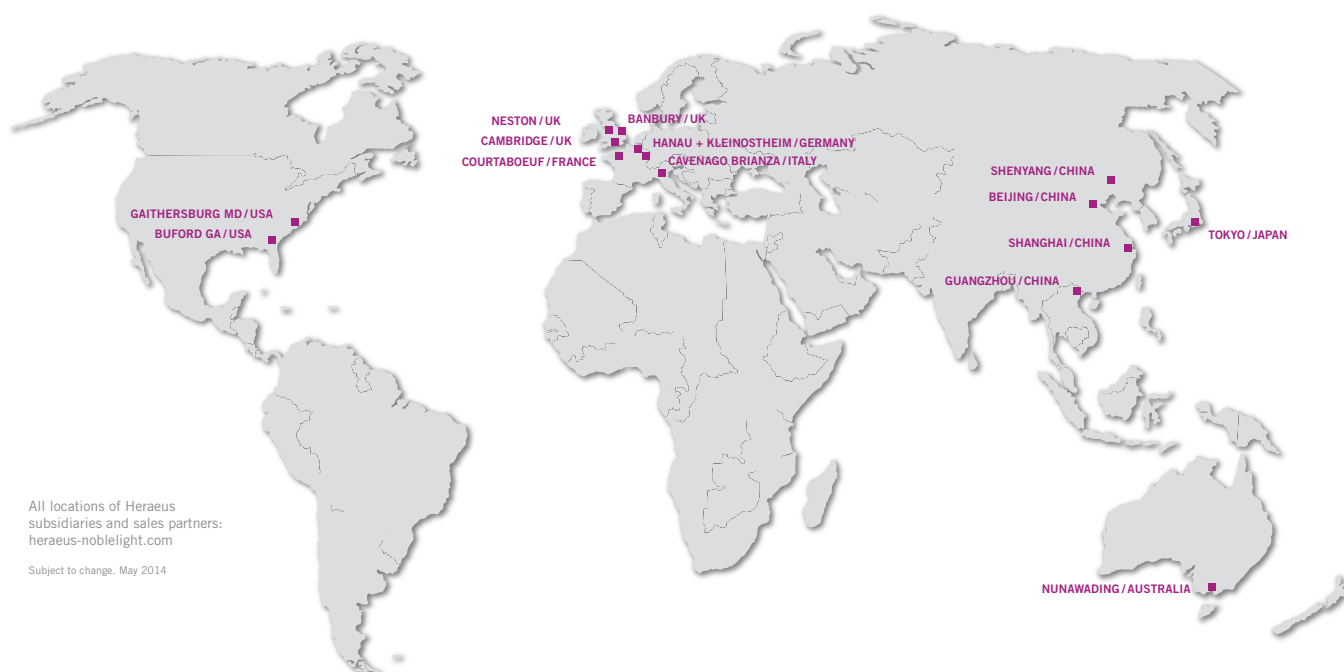 NESTON / UK
BANBURY / UK
CAMBRIDGE / UK
HANAU + KLEINOSTHEIM / GERMANY
COURTABOEUF / FRANCE
CAVENAGO BRIANZA / ITALY
SHENYANG / CHINA
BEIJING / CHINA
GAITHERSBURG MD / USA
BUFORD GA / USA
TOKYO / JAPAN
SHANGHAI / CHINA
GUANGZHOU / CHINA
All locations of Heraeus
subsidiaries and sales partners:
heraeus-noblelight.com
Subject to change. May 2014
NUNAWADING / AUSTRALIA